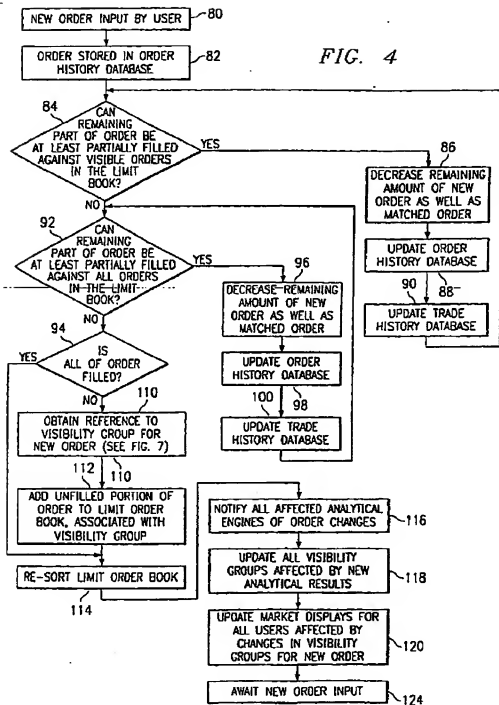 NEW ORDER INPUT BY USER
80
FIG. 4
ORDER STORED IN ORDER
HISTORY DATABASE
82
84
CAN
REMAINING
PART OF ORDER BE
AT LEAST PARTIALLY FILLED
AGAINST VISIBLE ORDERS
IN THE LIMIT
BOOK?
YES
NO
86
DECREASE REMAINING
AMOUNT OF NEW
ORDER AS WELL AS
MATCHED ORDER
UPDATE ORDER
HISTORY DATABASE
88
90
UPDATE TRADE
HISTORY DATABASE
92
CAN
REMAINING
PART OF ORDER BE
AT LEAST PARTIALLY FILLED
AGAINST ALL ORDERS
IN THE LIMIT
BOOK?
YES
NO
96
DECREASE REMAINING
AMOUNT OF NEW
ORDER AS WELL AS
MATCHED ORDER
UPDATE ORDER
HISTORY DATABASE
98
100
UPDATE TRADE
HISTORY DATABASE
94
YES
IS
ALL OF ORDER
FILLED?
NO
110
OBTAIN REFERENCE TO
VISIBILITY GROUP FOR
NEW ORDER (SEE FIG. 7)
110
112
ADD UNFILLED PORTION OF
ORDER TO LIMIT ORDER
BOOK, ASSOCIATED WITH
VISIBILITY GROUP
RE-SORT LIMIT ORDER BOOK
114
NOTIFY ALL AFFECTED ANALYTICAL
ENGINES OF ORDER CHANGES
116
UPDATE ALL VISIBILITY
GROUPS AFFECTED BY NEW
ANALYTICAL RESULTS
118
UPDATE MARKET DISPLAYS FOR
ALL USERS AFFECTED BY
CHANGES IN VISIBILITY
GROUPS FOR NEW ORDER
120
AWAIT NEW ORDER INPUT
124